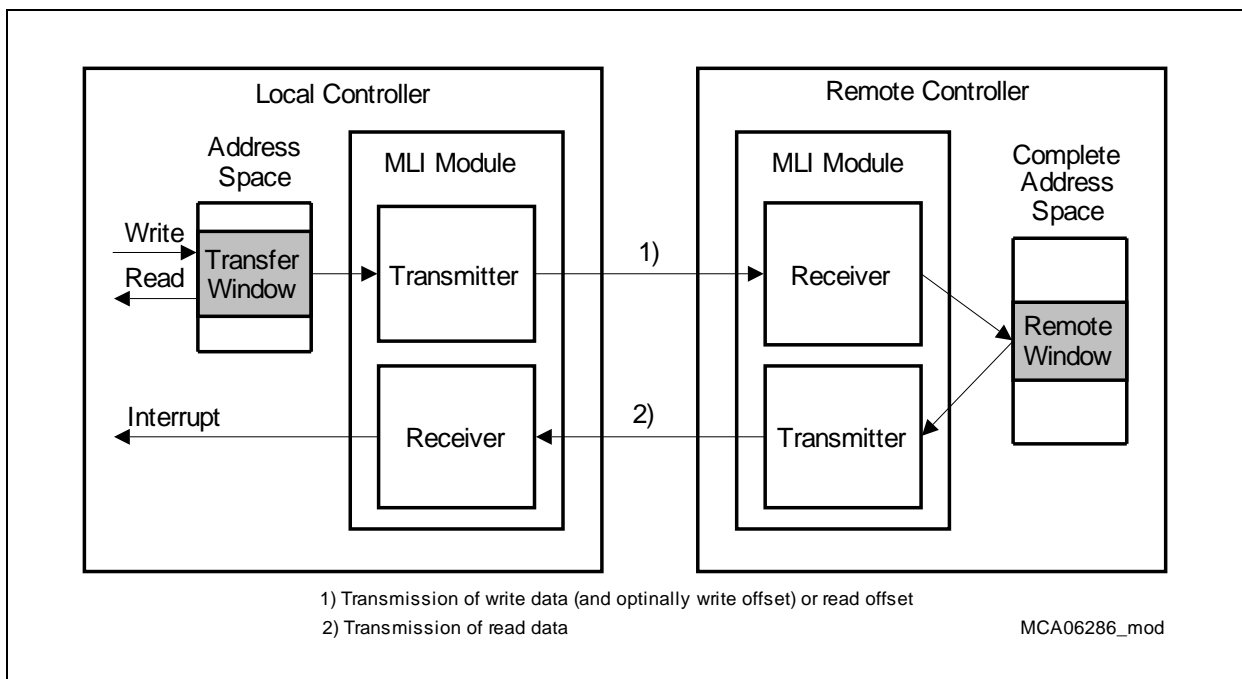 Local Controller
Address
Space
MLI Module
Write
Read
Transfer
Window
Transmitter
Interrupt
Receiver
1)
2)
Remote Controller
MLI Module
Receiver
Transmitter
Complete
Address
Space
Remote
Window
1) Transmission of write data (and optinally write offset) or read offset
2) Transmission of read data
MCA06286_mod